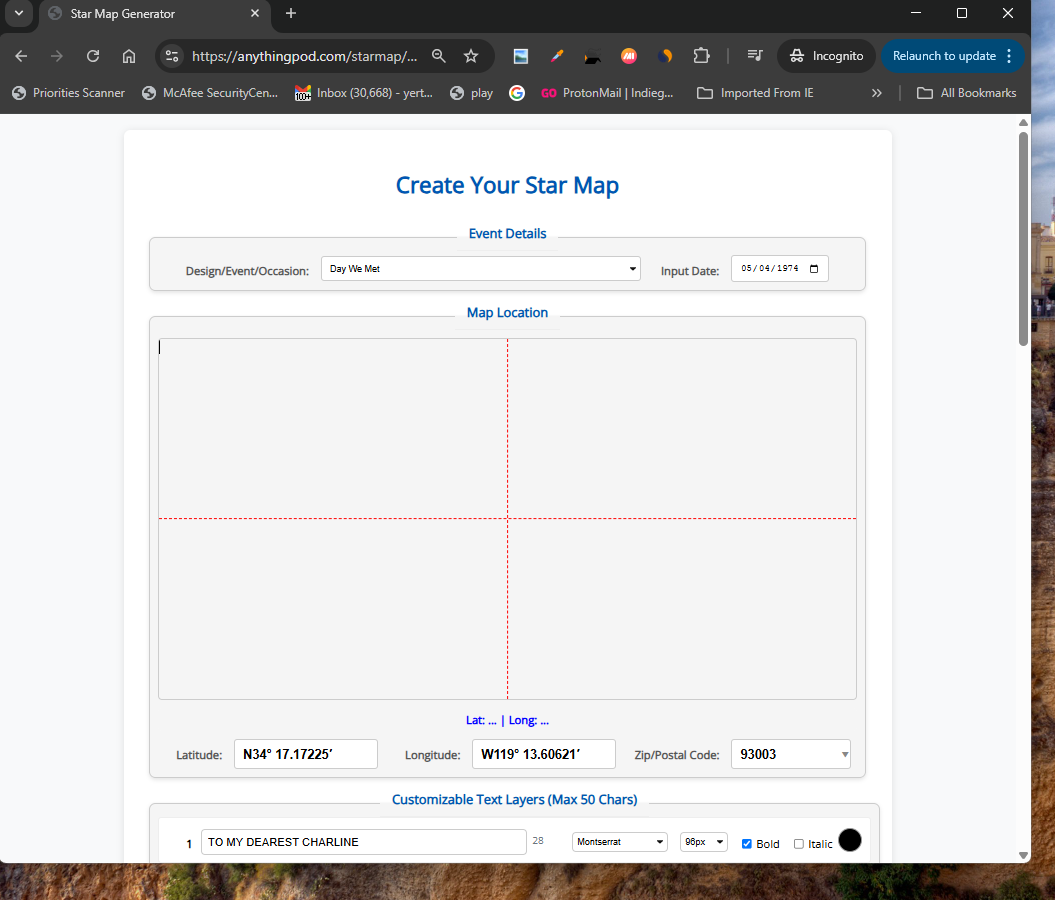 Star Map Generator
https://anythingpod.com/starmap/...
Incognito
Relaunch to update
Priorities Scanner
McAfee SecurityCen...
100+
Inbox (30,668) - yert...
play
G
GO ProtonMail | Indieg...
Imported From IE
All Bookmarks
Create Your Star Map
Event Details
Design/Event/Occasion: Day We Met Input Date: 05/04/1974
Map Location
Lat: ... | Long: ...
Latitude: N34° 17.17225′ Longitude: W119° 13.60621′ Zip/Postal Code: 93003
Customizable Text Layers (Max 50 Chars)
1 TO MY DEAREST CHARLINE 28 Montserrat 96px Bold Italic